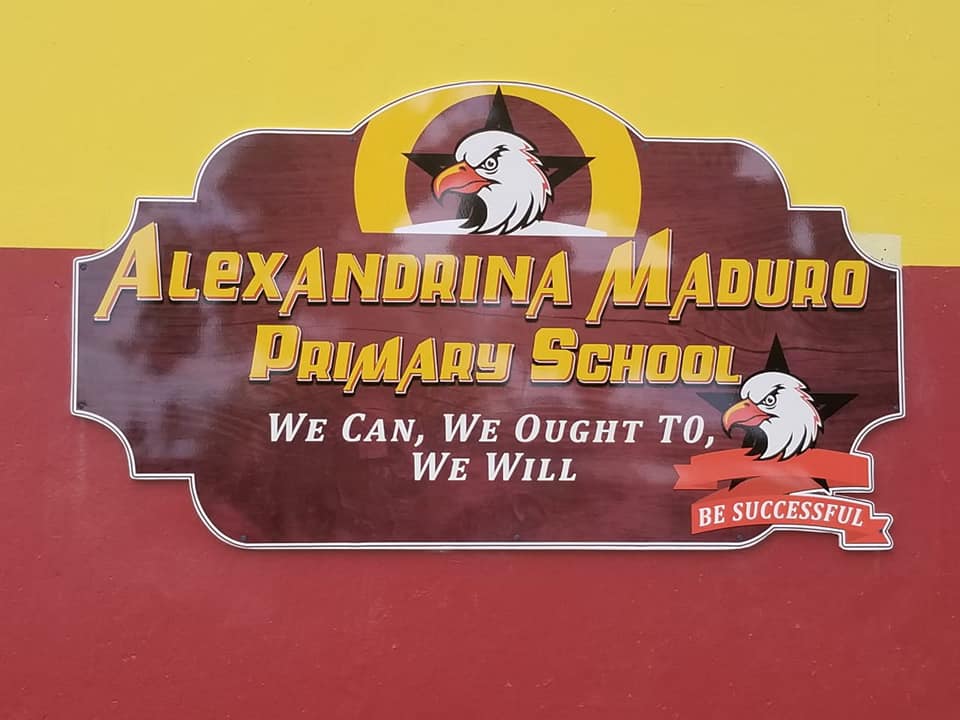 ALEXANDRINA MADURO
PRIMARY SCHOOL
WE CAN, WE OUGHT TO,
WE WILL
BE SUCCESSFUL